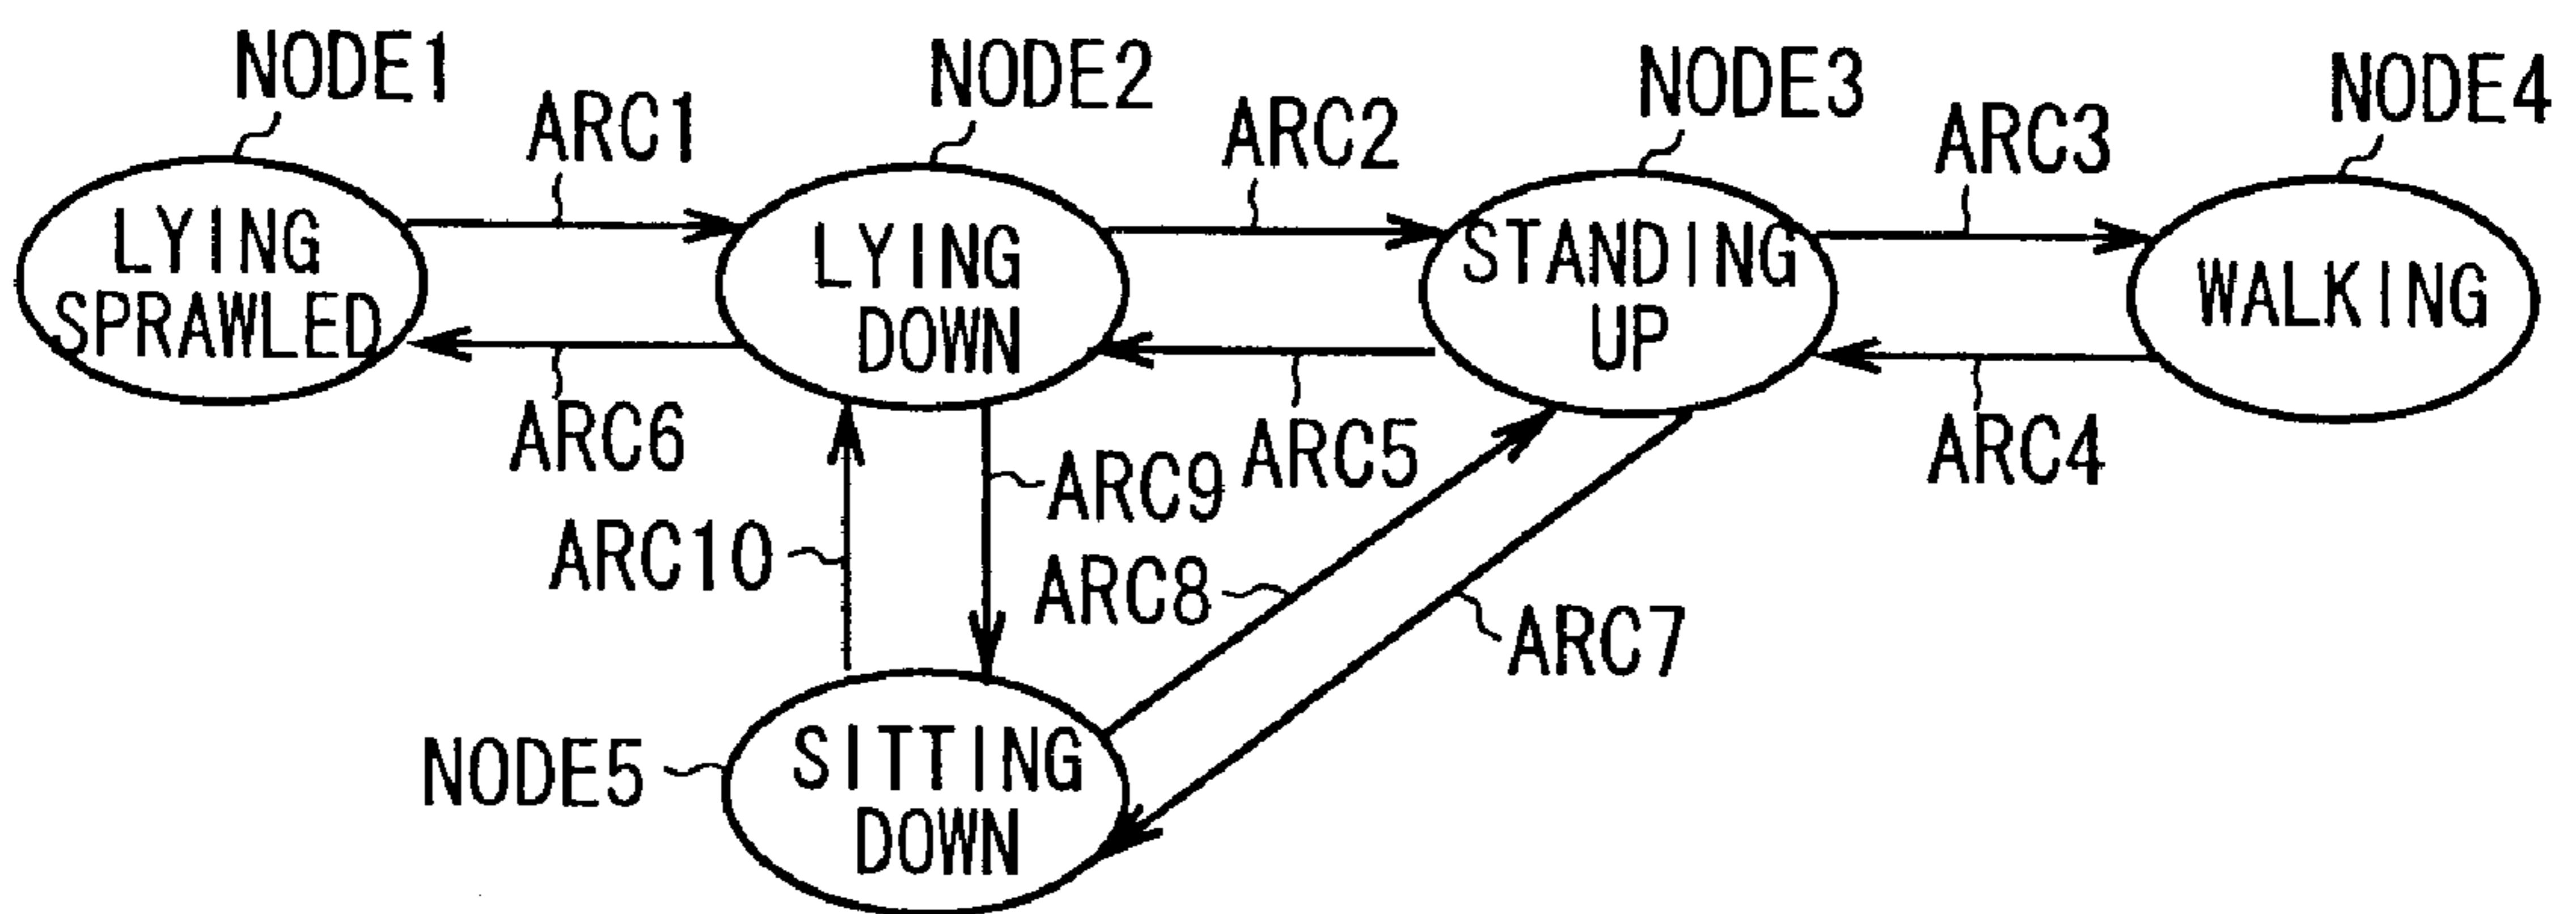 NODE1
NODE2
NODE3
NODE4
ARC1
ARC2
ARC3
LYING
SPRAWLED
LYING
DOWN
STANDING
UP
WALKING
ARC6
ARC5
ARC4
ARC9
ARC10
ARC8
ARC7
NODE5
SITTING
DOWN